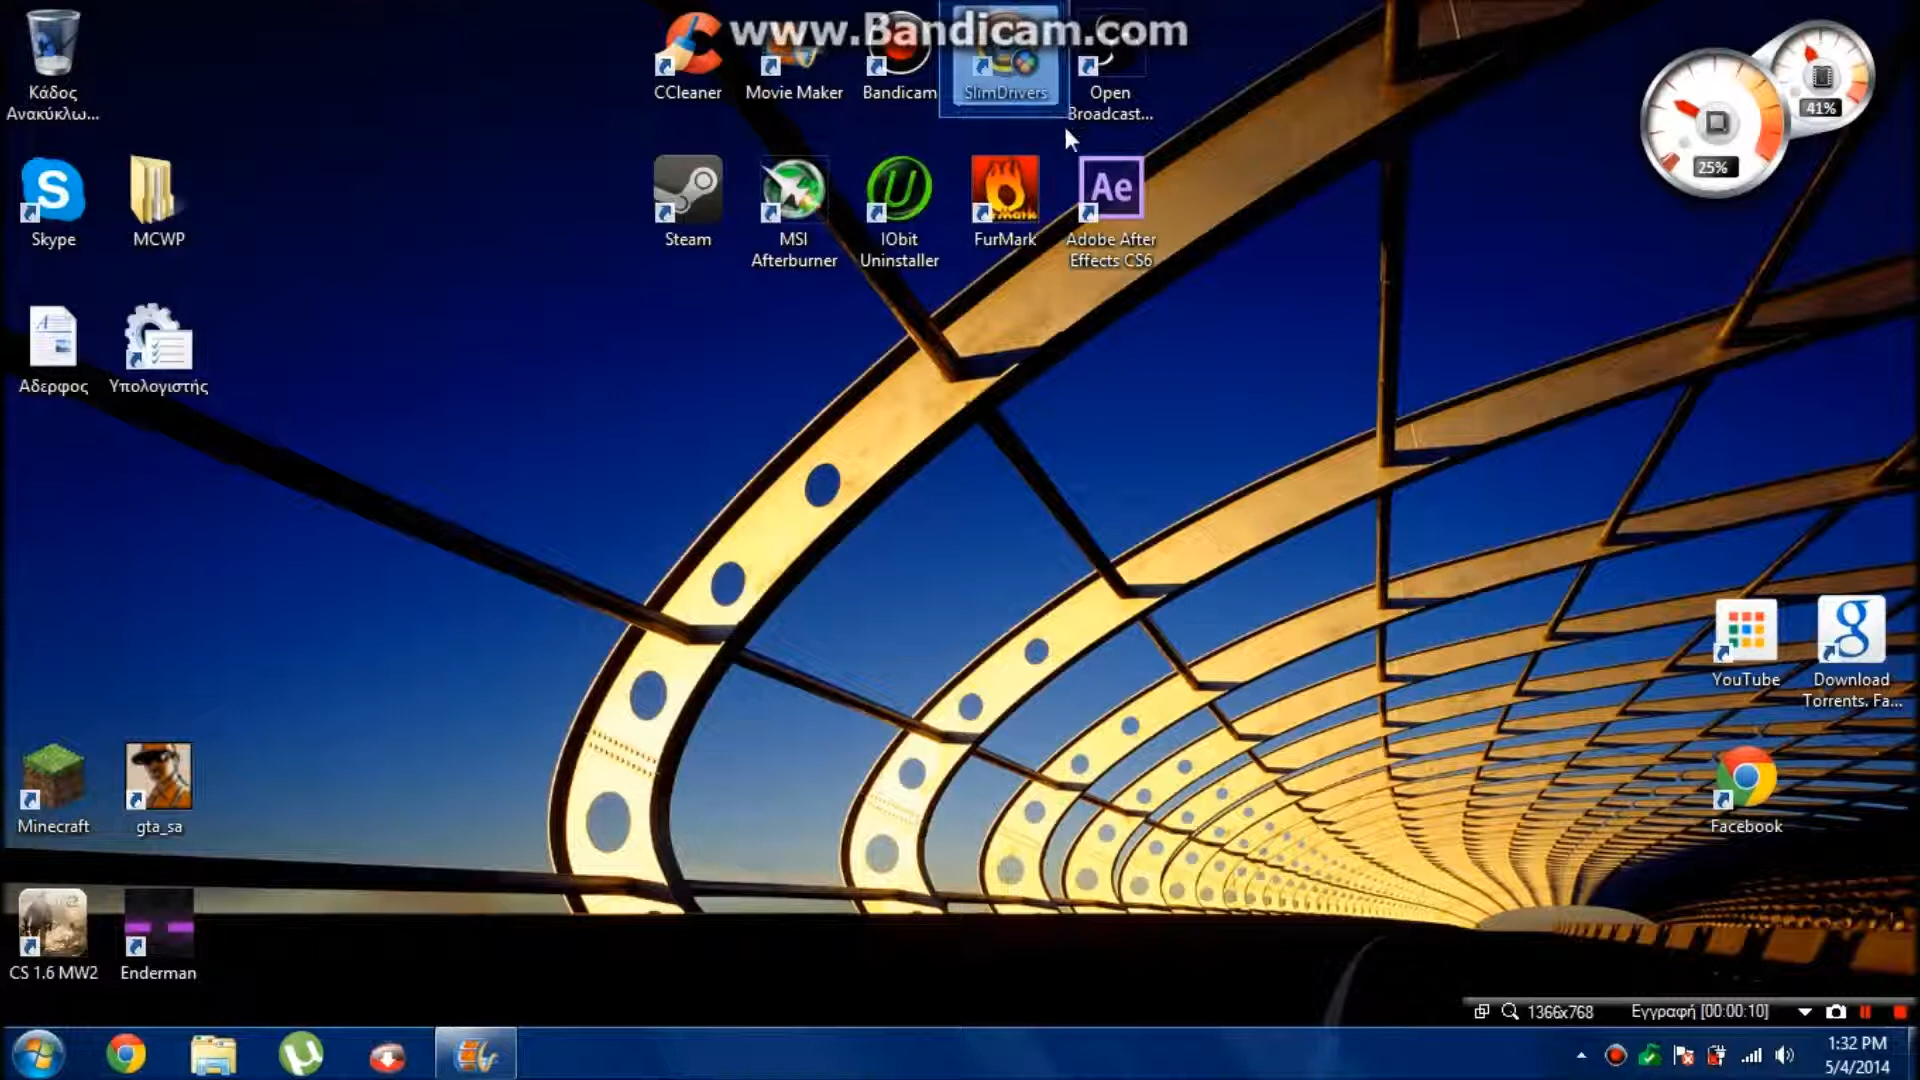 www.Bandicam.com
Κάδος
Ανακύκλω...
CCleaner
Movie Maker
Bandicam
SlimDrivers
Open
Broadcast...
41%
25%
Skype
MCWP
Steam
MSI
Afterburner
IObit
Uninstaller
FurMark
Ae
Adobe After
Effects CS6
Αδερφος
Υπολογιστής
YouTube
Download
Torrents. Fa...
Minecraft
gta_sa
Facebook
CS 1.6 MW2
Enderman
1366x768
Εγγραφή [00:00:10]
1:32 PM
5/4/2014